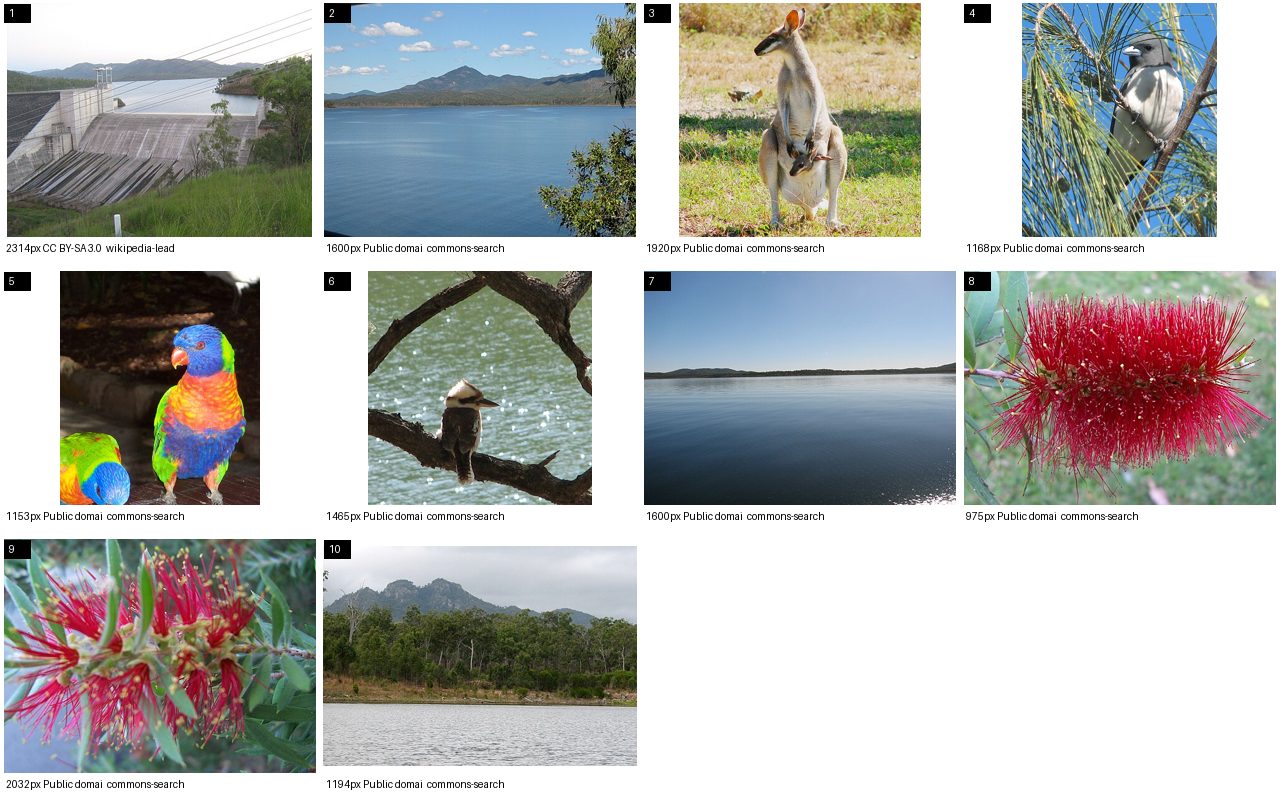 1
2
3
4
2314px CC BY-SA 3.0 wikipedia-lead
1600px Public domai commons-search
1920px Public domai commons-search
1168px Public domai commons-search
5
6
7
8
1153px Public domai commons-search
1465px Public domai commons-search
1600px Public domai commons-search
975px Public domai commons-search
9
10
2032px Public domai commons-search
1194px Public domai commons-search